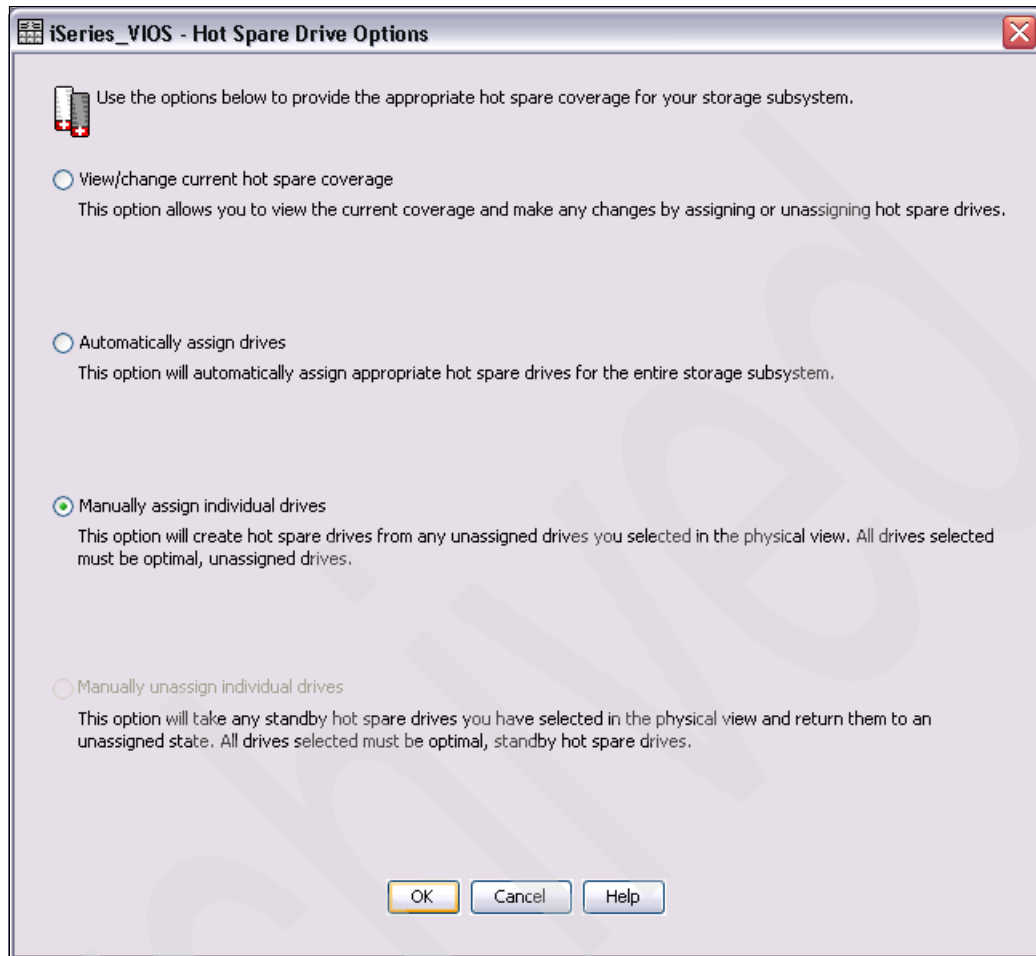 iSeries_VIOS - Hot Spare Drive Options
Use the options below to provide the appropriate hot spare coverage for your storage subsystem.
View/change current hot spare coverage
This option allows you to view the current coverage and make any changes by assigning or unassigning hot spare drives.
Automatically assign drives
This option will automatically assign appropriate hot spare drives for the entire storage subsystem.
Manually assign individual drives
This option will create hot spare drives from any unassigned drives you selected in the physical view. All drives selected
must be optimal, unassigned drives.
Manually unassign individual drives
This option will take any standby hot spare drives you have selected in the physical view and return them to an
unassigned state. All drives selected must be optimal, standby hot spare drives.
OK Cancel Help